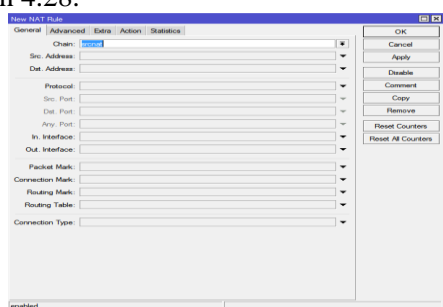 n 4.28.
New NAT Rule
General Advanced Extra Action Statistics
Chain: srcnat
Src. Address:
Dst. Address:
Protocol:
Src. Port:
Dst. Port:
Any. Port:
In. Interface:
Out. Interface:
Packet Mark:
Connection Mark:
Routing Mark:
Routing Table:
Connection Type:
OK
Cancel
Apply
Disable
Comment
Copy
Remove
Reset Counters
Reset All Counters
enabled